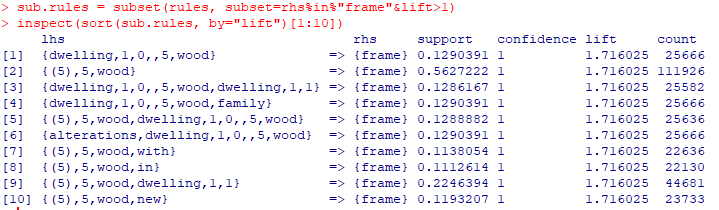 > sub.rules = subset(rules, subset=rhs%in%"frame"&lift>1)
> inspect(sort(sub.rules, by="lift")[1:10])
lhs rhs support confidence lift count
[1] {dwelling,1,0,,5,wood} => {frame} 0.1290391 1 1.716025 25666
[2] {(5),5,wood} => {frame} 0.5627222 1 1.716025 111926
[3] {dwelling,1,0,,5,wood,dwelling,1,1} => {frame} 0.1286167 1 1.716025 25582
[4] {dwelling,1,0,,5,wood,family} => {frame} 0.1290391 1 1.716025 25666
[5] {(5),5,wood,dwelling,1,0,,5,wood} => {frame} 0.1288882 1 1.716025 25636
[6] {alterations,dwelling,1,0,,5,wood} => {frame} 0.1290391 1 1.716025 25666
[7] {(5),5,wood,with} => {frame} 0.1138054 1 1.716025 22636
[8] {(5),5,wood,in} => {frame} 0.1112614 1 1.716025 22130
[9] {(5),5,wood,dwelling,1,1} => {frame} 0.2246394 1 1.716025 44681
[10] {(5),5,wood,new} => {frame} 0.1193207 1 1.716025 23733